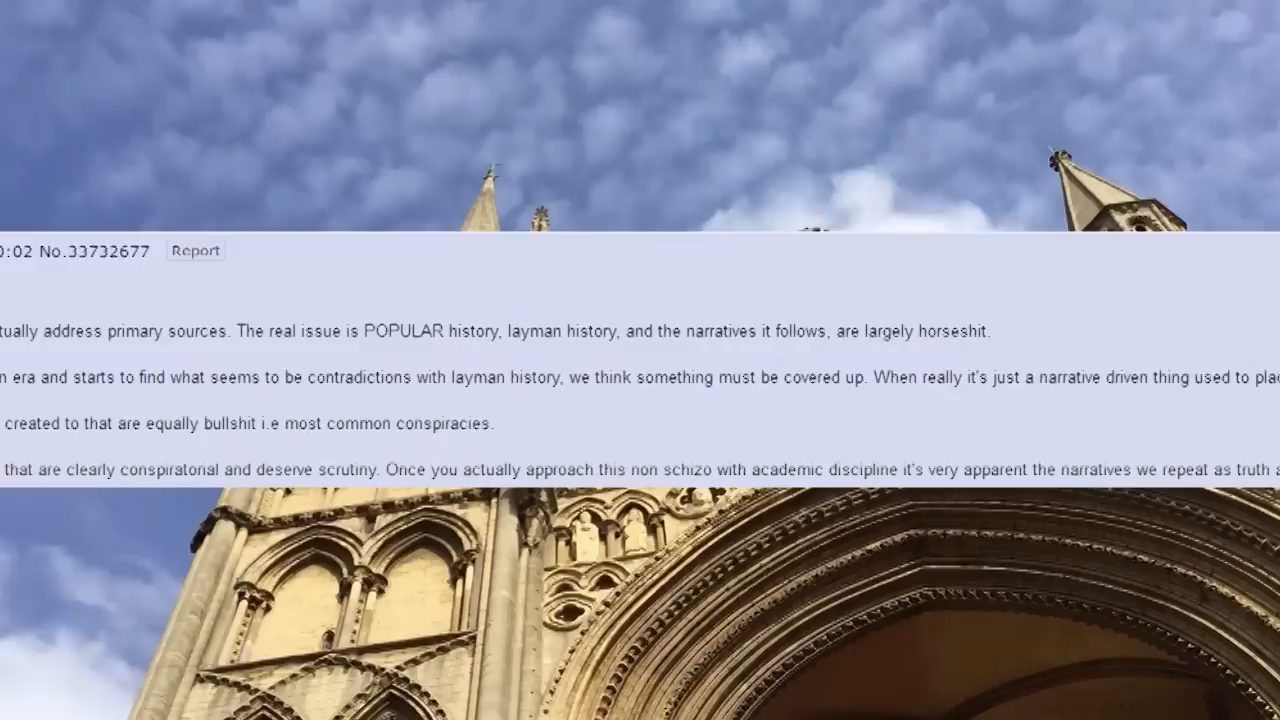 0:02 No.33732677 Report
tually address primary sources. The real issue is POPULAR history, layman history, and the narratives it follows, are largely horseshit.
n era and starts to find what seems to be contradictions with layman history, we think something must be covered up. When really it's just a narrative driven thing used to pla
created to that are equally bullshit i.e most common conspiracies.
that are clearly conspiratorial and deserve scrutiny. Once you actually approach this non schizo with academic discipline it's very apparent the narratives we repeat as truth a